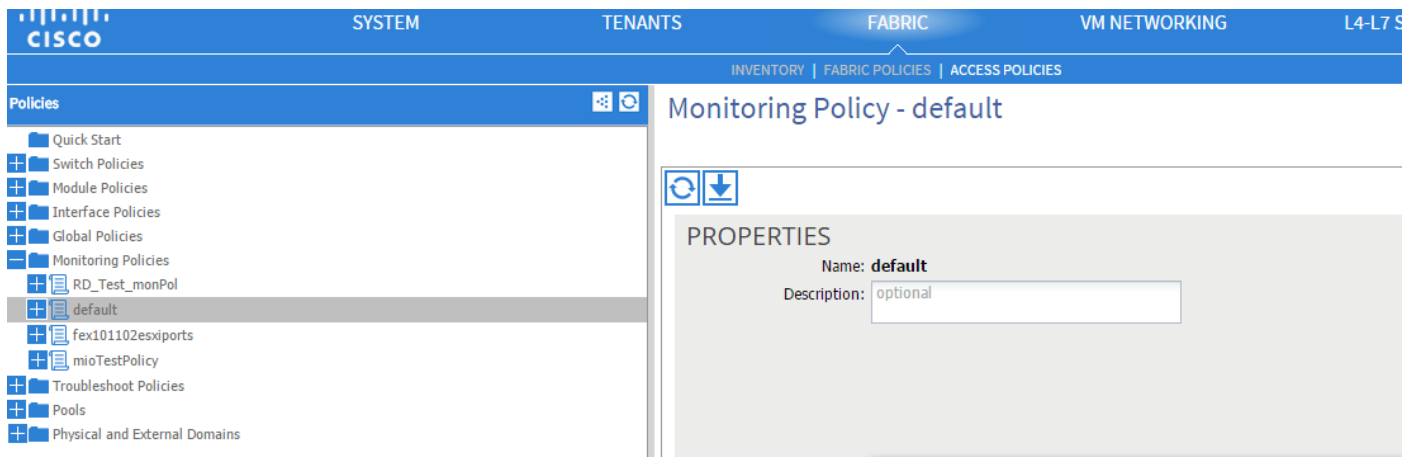 CISCO
SYSTEM TENANTS FABRIC VM NETWORKING L4-L7 S
INVENTORY | FABRIC POLICIES | ACCESS POLICIES
Policies
Quick Start
Switch Policies
Module Policies
Interface Policies
Global Policies
Monitoring Policies
RD_Test_monPol
default
fex101102esxiports
mioTestPolicy
Troubleshoot Policies
Pools
Physical and External Domains
Monitoring Policy - default
PROPERTIES
Name: default
Description: optional